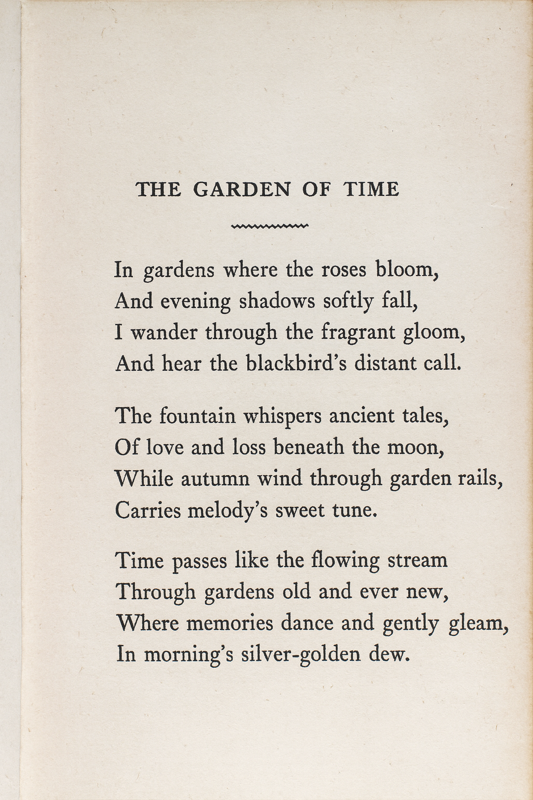 THE GARDEN OF TIME
In gardens where the roses bloom,
And evening shadows softly fall,
I wander through the fragrant gloom,
And hear the blackbird's distant call.
The fountain whispers ancient tales,
Of love and loss beneath the moon,
While autumn wind through garden rails,
Carries melody's sweet tune.
Time passes like the flowing stream
Through gardens old and ever new,
Where memories dance and gently gleam,
In morning's silver-golden dew.